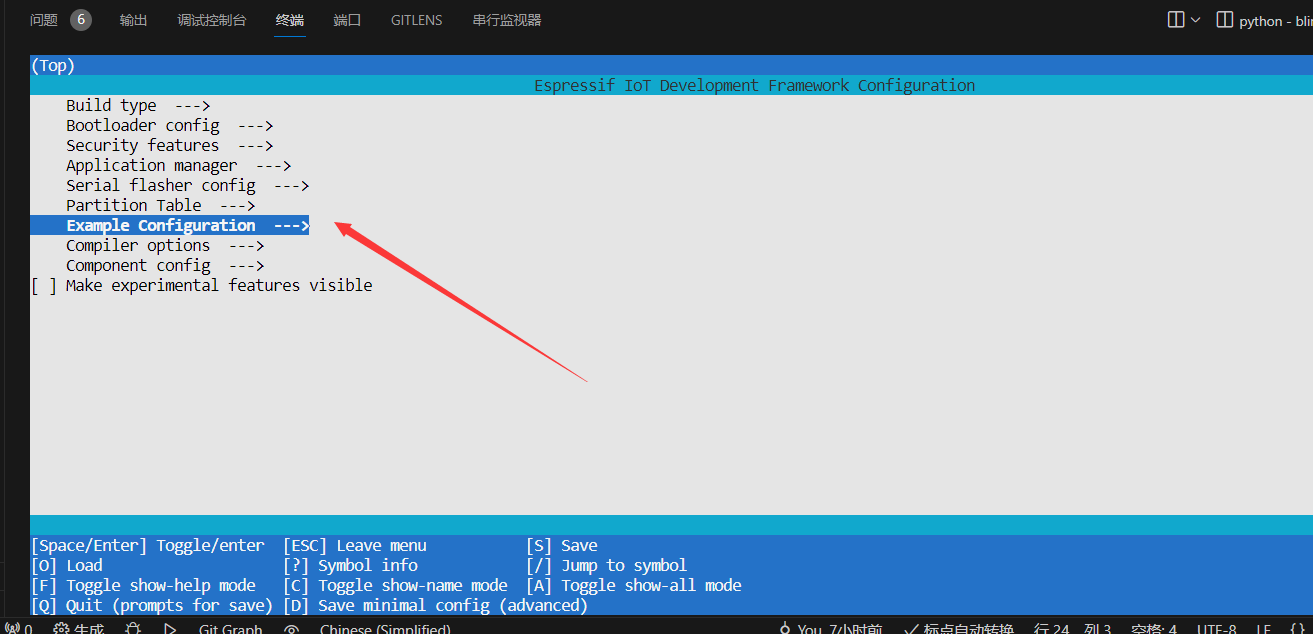 问题 6 输出 调试控制台 终端 端口 GITLENS 串行监视器 python - bli
(Top)
Espressif IoT Development Framework Configuration
Build type --->
Bootloader config --->
Security features --->
Application manager --->
Serial flasher config --->
Partition Table --->
Example Configuration --->
Compiler options --->
Component config --->
[ ] Make experimental features visible
[Space/Enter] Toggle/enter [ESC] Leave menu [S] Save
[O] Load [?] Symbol info [/] Jump to symbol
[F] Toggle show-help mode [C] Toggle show-name mode [A] Toggle show-all mode
[Q] Quit (prompts for save) [D] Save minimal config (advanced)
0 生成 Git Graph Chinese (Simplified) You, 7小时前 标点自动转换 行 24, 列 3 空格: 4 UTF-8 LF {}